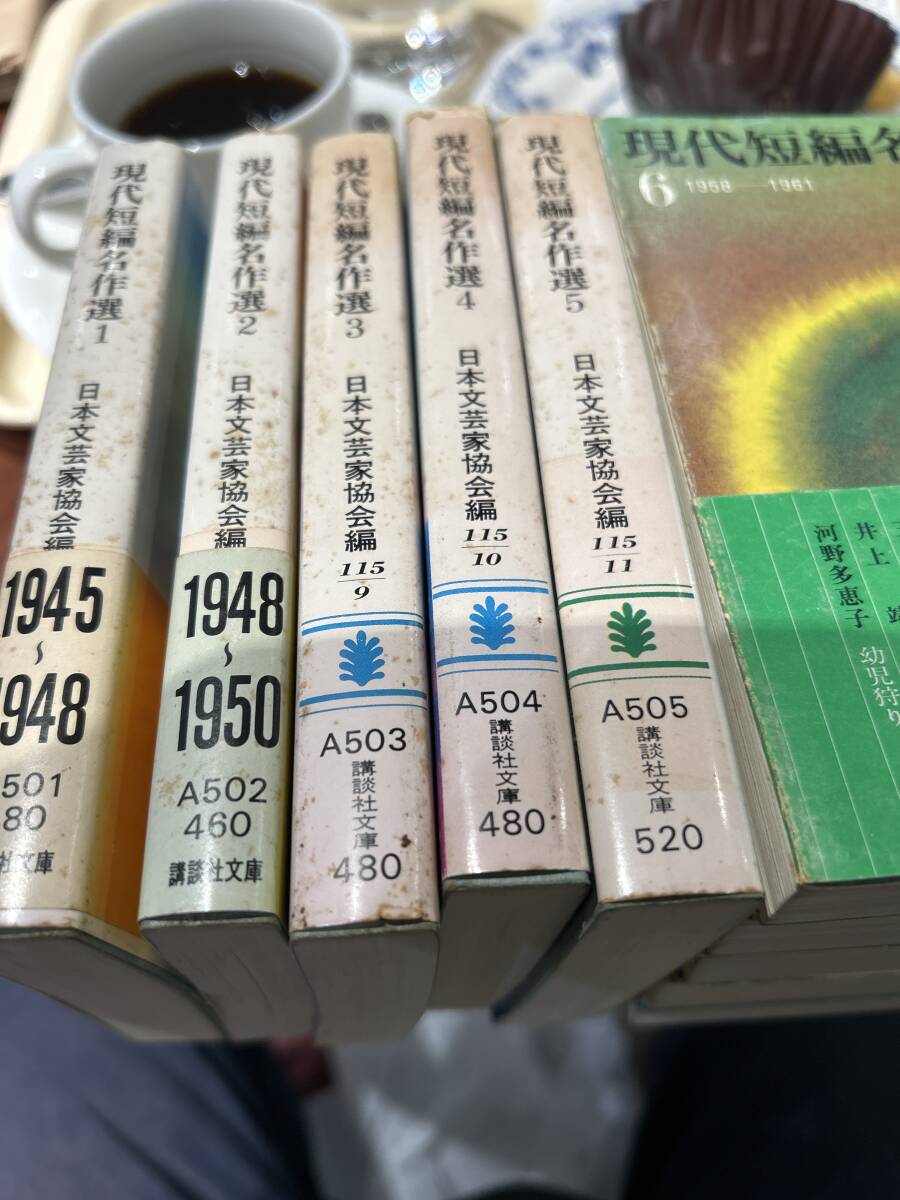 現代短編名作選1
日本文芸家協会編
1945
〜
1948
501
80
社文庫
現代短編名作選2
日本文芸家協会編
1948
〜
1950
A502
460
講談社文庫
現代短編名作選3
日本文芸家協会編
115
9
A503
講談社文庫
480
現代短編名作選4
日本文芸家協会編
115
10
A504
講談社文庫
480
現代短編名作選5
日本文芸家協会編
115
11
A505
講談社文庫
520
現代短編名
6 1958——1961
井上 靖
河野多恵子 幼児狩り